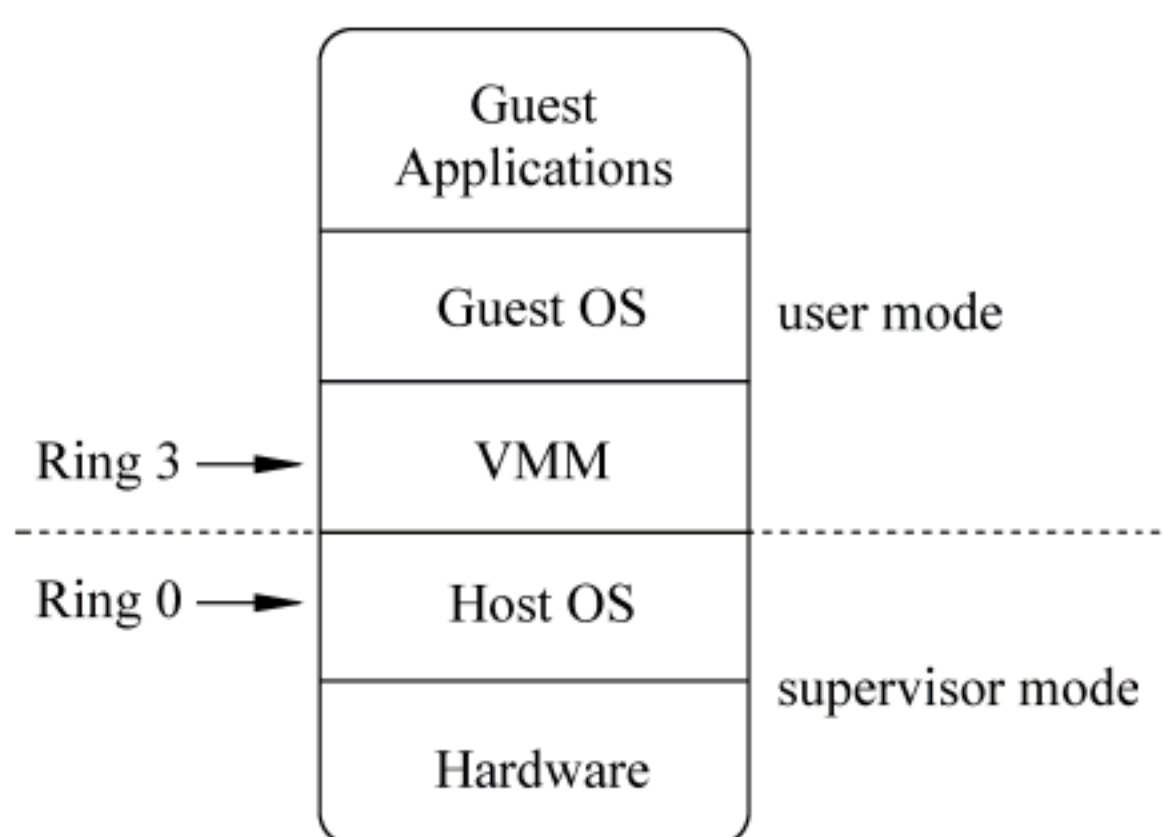 Guest
Applications
Guest OS
user mode
Ring 3
VMM
Ring 0
Host OS
supervisor mode
Hardware